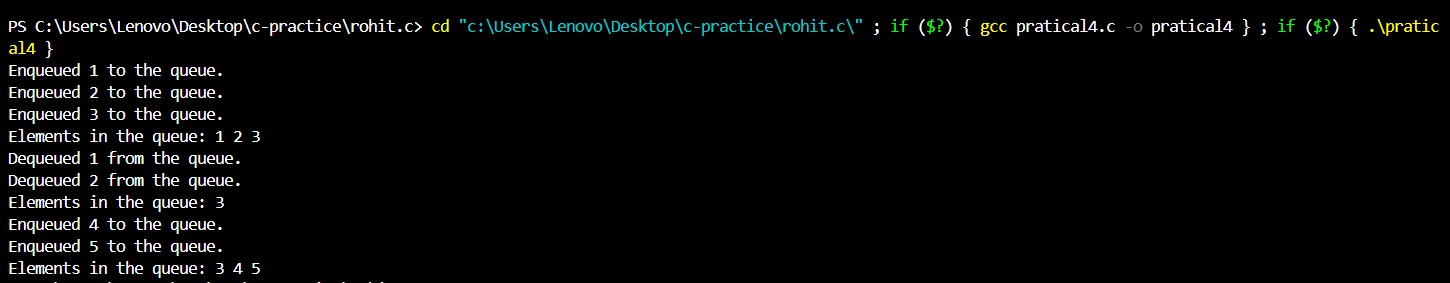 PS C:\Users\Lenovo\Desktop\c-practice\rohit.c> cd "c:\Users\Lenovo\Desktop\c-practice\rohit.c\" ; if ($?) { gcc pratical4.c -o pratical4 } ; if ($?) { .\pratic
al4 }
Enqueued 1 to the queue.
Enqueued 2 to the queue.
Enqueued 3 to the queue.
Elements in the queue: 1 2 3
Dequeued 1 from the queue.
Dequeued 2 from the queue.
Elements in the queue: 3
Enqueued 4 to the queue.
Enqueued 5 to the queue.
Elements in the queue: 3 4 5